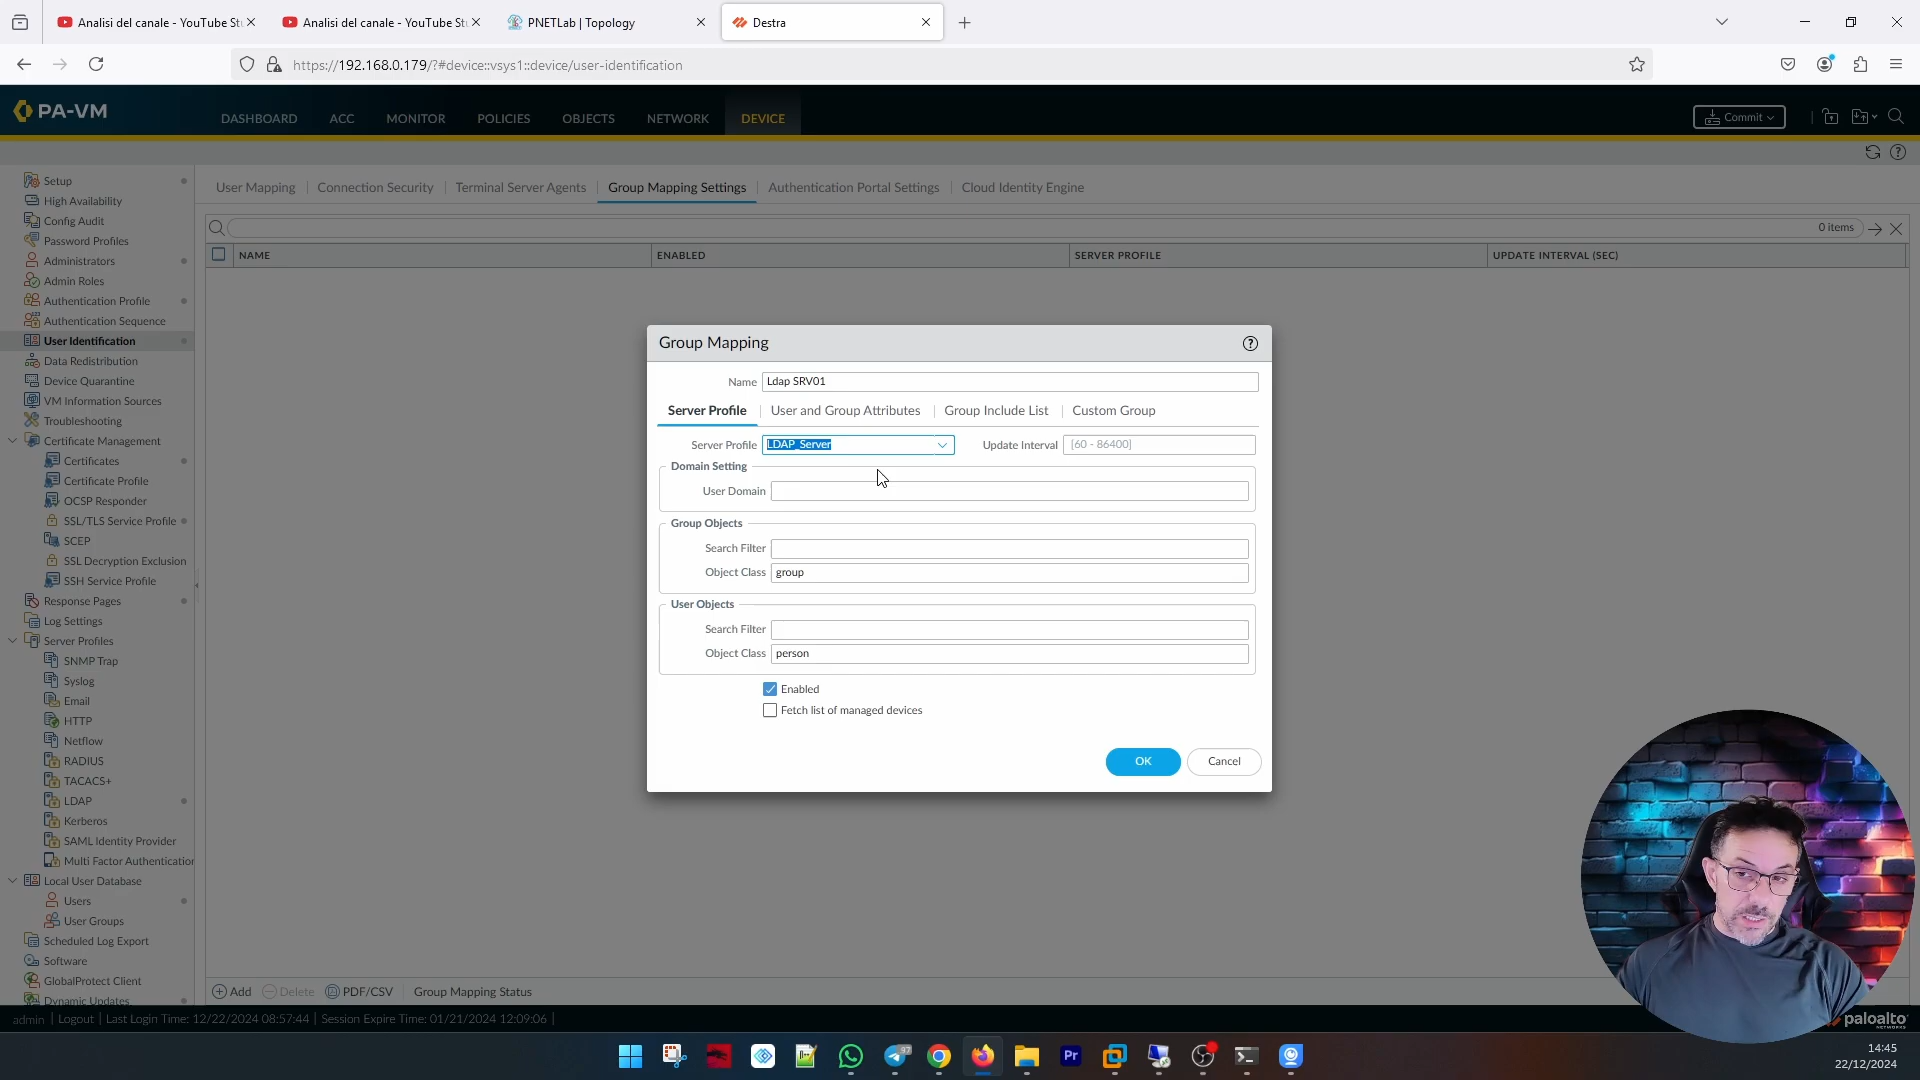 Analisi del canale - YouTube St
Analisi del canale - YouTube St
PNETLab | Topology
Destra
https://192.168.0.179/?#device::vsys1::device/user-identification
PA-VM
DASHBOARD
ACC
MONITOR
POLICIES
OBJECTS
NETWORK
DEVICE
Commit
Setup
High Availability
Config Audit
Password Profiles
Administrators
Admin Roles
Authentication Profile
Authentication Sequence
User Identification
Data Redistribution
Device Quarantine
VM Information Sources
Troubleshooting
Certificate Management
Certificates
Certificate Profile
OCSP Responder
SSL/TLS Service Profile
SCEP
SSL Decryption Exclusion
SSH Service Profile
Response Pages
Log Settings
Server Profiles
SNMP Trap
Syslog
Email
HTTP
Netflow
RADIUS
TACACS+
LDAP
Kerberos
SAML Identity Provider
Multi Factor Authentication
Local User Database
Users
User Groups
Scheduled Log Export
Software
GlobalProtect Client
Dynamic Updates
User Mapping
Connection Security
Terminal Server Agents
Group Mapping Settings
Authentication Portal Settings
Cloud Identity Engine
0 items
NAME
ENABLED
SERVER PROFILE
UPDATE INTERVAL (SEC)
Group Mapping
Name Ldap SRV01
Server Profile
User and Group Attributes
Group Include List
Custom Group
Server Profile LDAP_Server
Update Interval [60 - 86400]
Domain Setting
User Domain
Group Objects
Search Filter
Object Class group
User Objects
Search Filter
Object Class person
Enabled
Fetch list of managed devices
OK
Cancel
Add
Delete
PDF/CSV
Group Mapping Status
admin | Logout | Last Login Time: 12/22/2024 08:57:44 | Session Expire Time: 01/21/2024 12:09:06 |
paloalto
NETWORKS
97
Pr
14:45
22/12/2024